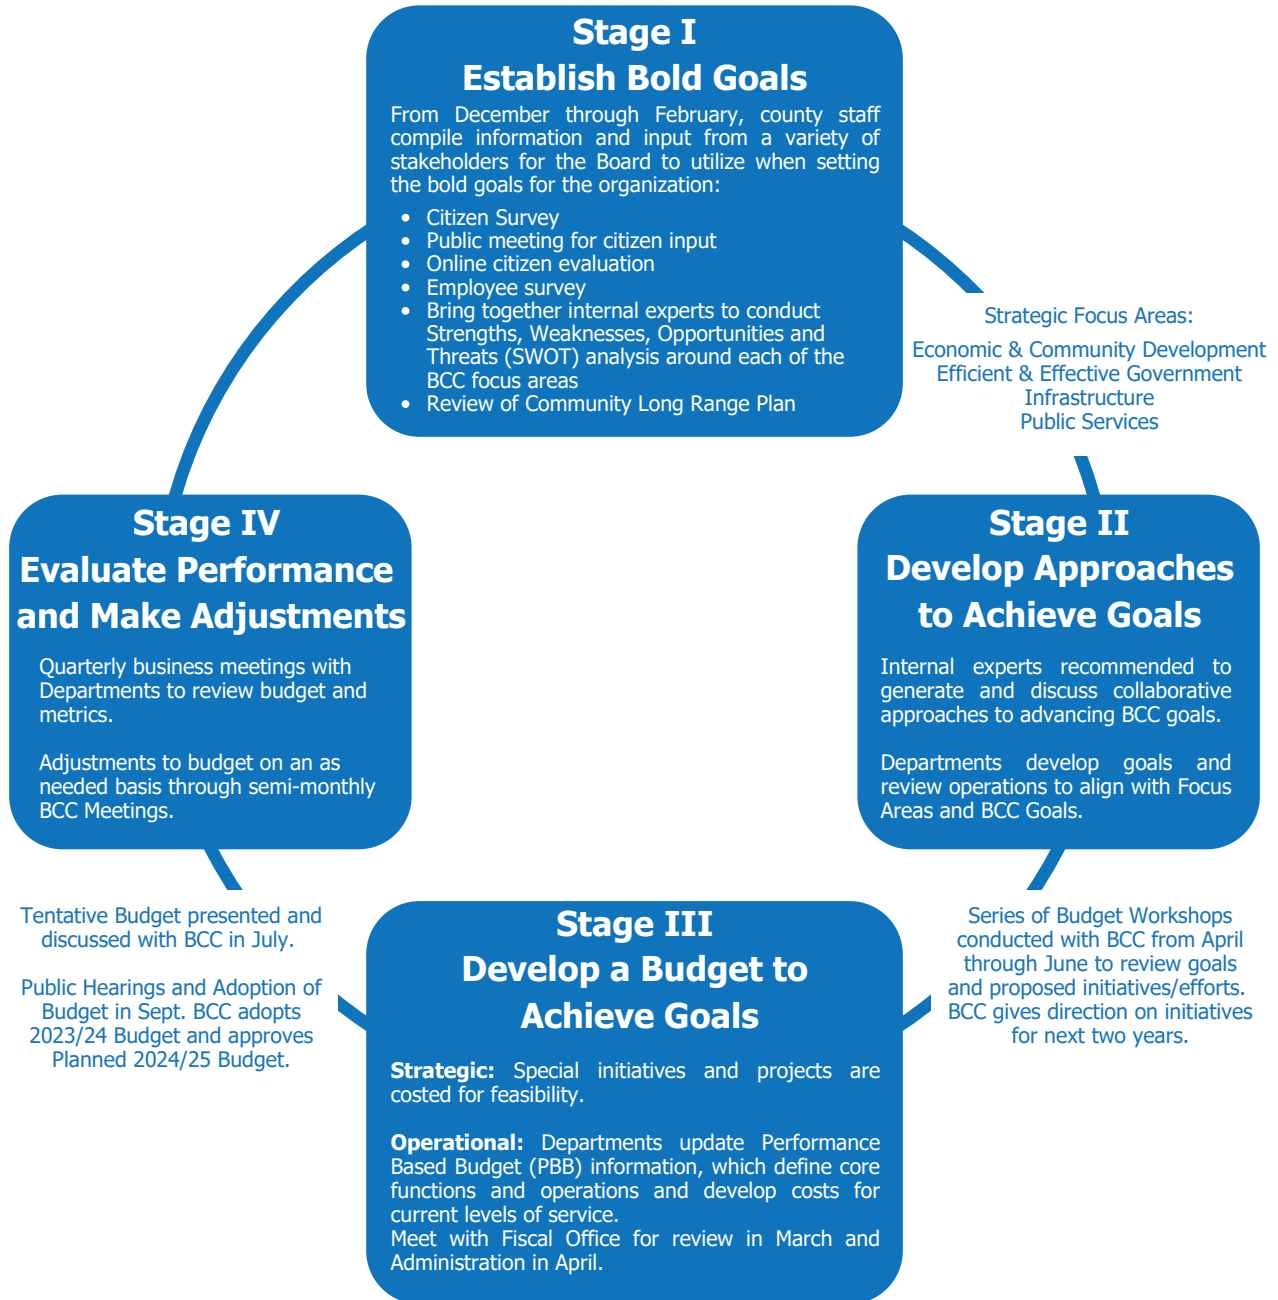 Stage I
Establish Bold Goals
From December through February, county staff
compile information and input from a variety of
stakeholders for the Board to utilize when setting
the bold goals for the organization:
• Citizen Survey
• Public meeting for citizen input
• Online citizen evaluation
• Employee survey
• Bring together internal experts to conduct
Strengths, Weaknesses, Opportunities and
Threats (SWOT) analysis around each of the
BCC focus areas
• Review of Community Long Range Plan
Strategic Focus Areas:
Economic & Community Development
Efficient & Effective Government
Infrastructure
Public Services
Stage II
Develop Approaches
to Achieve Goals
Internal experts recommended to
generate and discuss collaborative
approaches to advancing BCC goals.
Departments develop goals and
review operations to align with Focus
Areas and BCC Goals.
Series of Budget Workshops
conducted with BCC from April
through June to review goals
and proposed initiatives/efforts.
BCC gives direction on initiatives
for next two years.
Stage III
Develop a Budget to
Achieve Goals
Strategic: Special initiatives and projects are
costed for feasibility.
Operational: Departments update Performance
Based Budget (PBB) information, which define core
functions and operations and develop costs for
current levels of service.
Meet with Fiscal Office for review in March and
Administration in April.
Tentative Budget presented and
discussed with BCC in July.
Public Hearings and Adoption of
Budget in Sept. BCC adopts
2023/24 Budget and approves
Planned 2024/25 Budget.
Stage IV
Evaluate Performance
and Make Adjustments
Quarterly business meetings with
Departments to review budget and
metrics.
Adjustments to budget on an as
needed basis through semi-monthly
BCC Meetings.